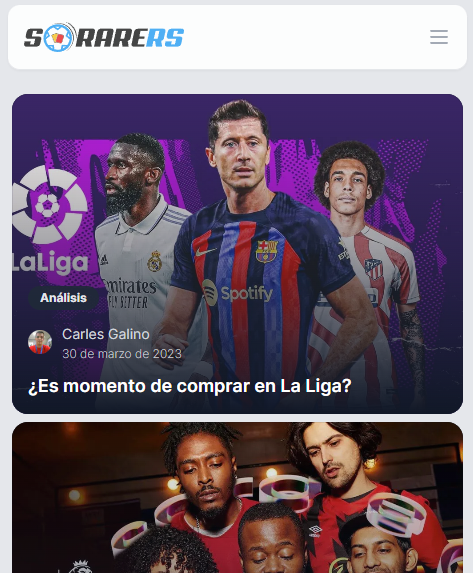 SORARERS
LaLiga
Emirates
FLY BETTER
Spotify
Análisis
Carles Galino
30 de marzo de 2023
¿Es momento de comprar en La Liga?